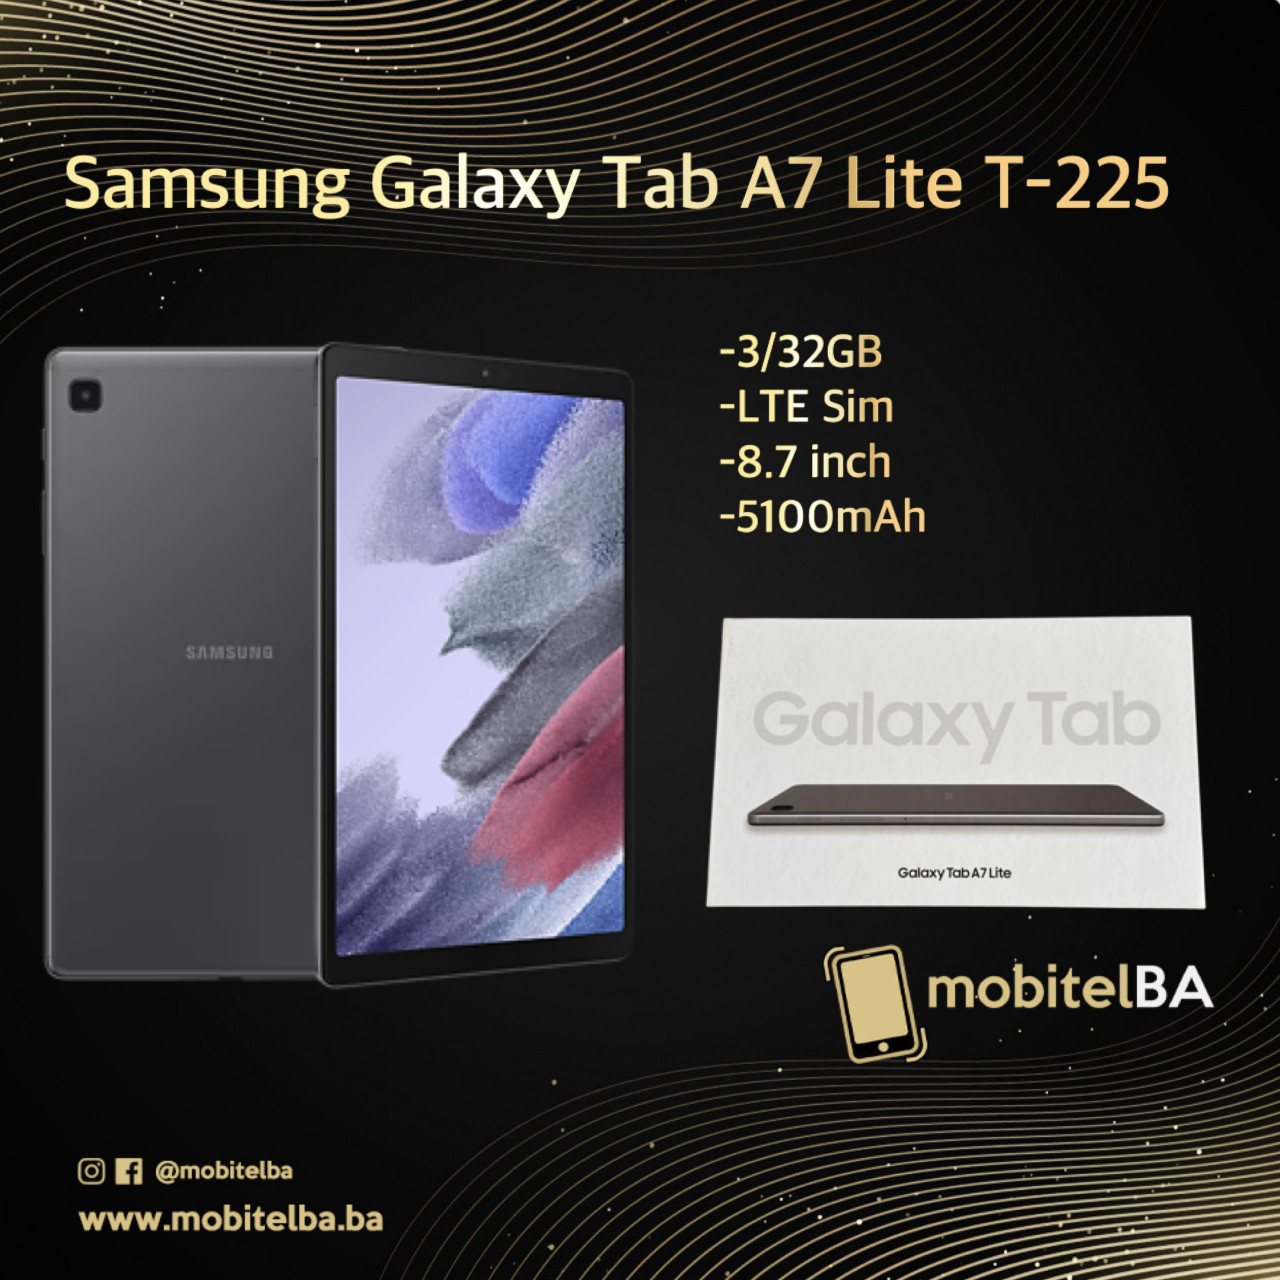 Samsung Galaxy Tab A7 Lite T-225
-3/32GB
-LTE Sim
-8.7 inch
-5100mAh
SAMSUNG
Galaxy Tab
Galaxy Tab A7 Lite
mobitelBA
@mobitelba
www.mobitelba.ba